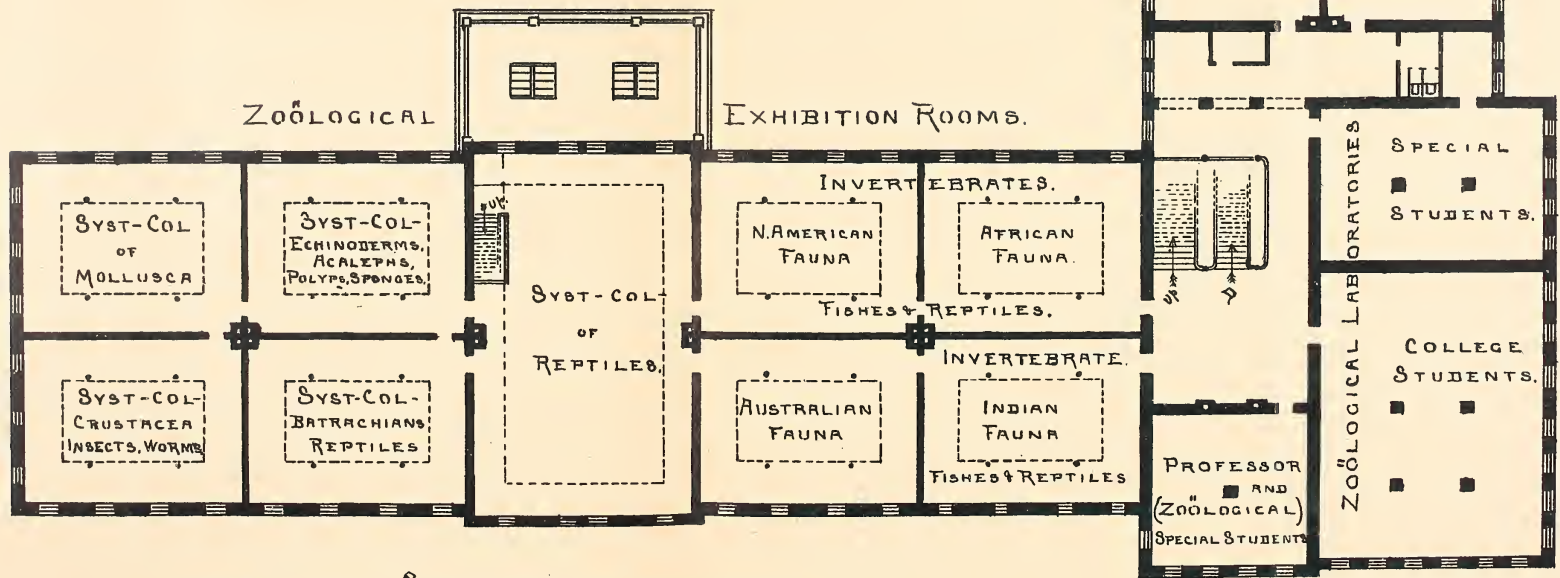 ZOÖLOGICAL EXHIBITION ROOMS.
SYST-COL
OF
MOLLUSCA
SYST-COL-
ECHINODERMS,
ACALEPHS,
POLYPS, SPONGES,
UP
SYST-COL-
OF
REPTILES.
INVERTEBRATES.
N. AMERICAN
FAUNA
AFRICAN
FAUNA.
FISHES & REPTILES.
SYST-COL-
CRUSTACEA
INSECTS, WORMS
SYST-COL-
BATRACHIANS
REPTILES
AUSTRALIAN
FAUNA
INVERTEBRATE.
INDIAN
FAUNA
FISHES & REPTILES
UP
D
PROFESSOR
AND
(ZOÖLOGICAL)
SPECIAL STUDENTS
ZOÖLOGICAL LABORATORIES
SPECIAL
STUDENTS.
COLLEGE
STUDENTS.